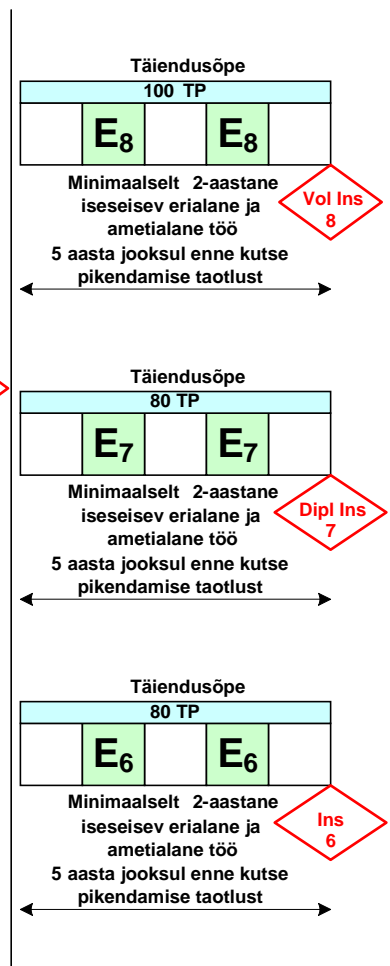 Täiendusõpe
100 TP
E8 E8
Minimaalselt 2-aastane
iseseisev erialane ja
ametialane töö
5 aasta jooksul enne kutse
pikendamise taotlust
Vol Ins
8
Täiendusõpe
80 TP
E7 E7
Minimaalselt 2-aastane
iseseisev erialane ja
ametialane töö
5 aasta jooksul enne kutse
pikendamise taotlust
Dipl Ins
7
Täiendusõpe
80 TP
E6 E6
Minimaalselt 2-aastane
iseseisev erialane ja
ametialane töö
5 aasta jooksul enne kutse
pikendamise taotlust
Ins
6